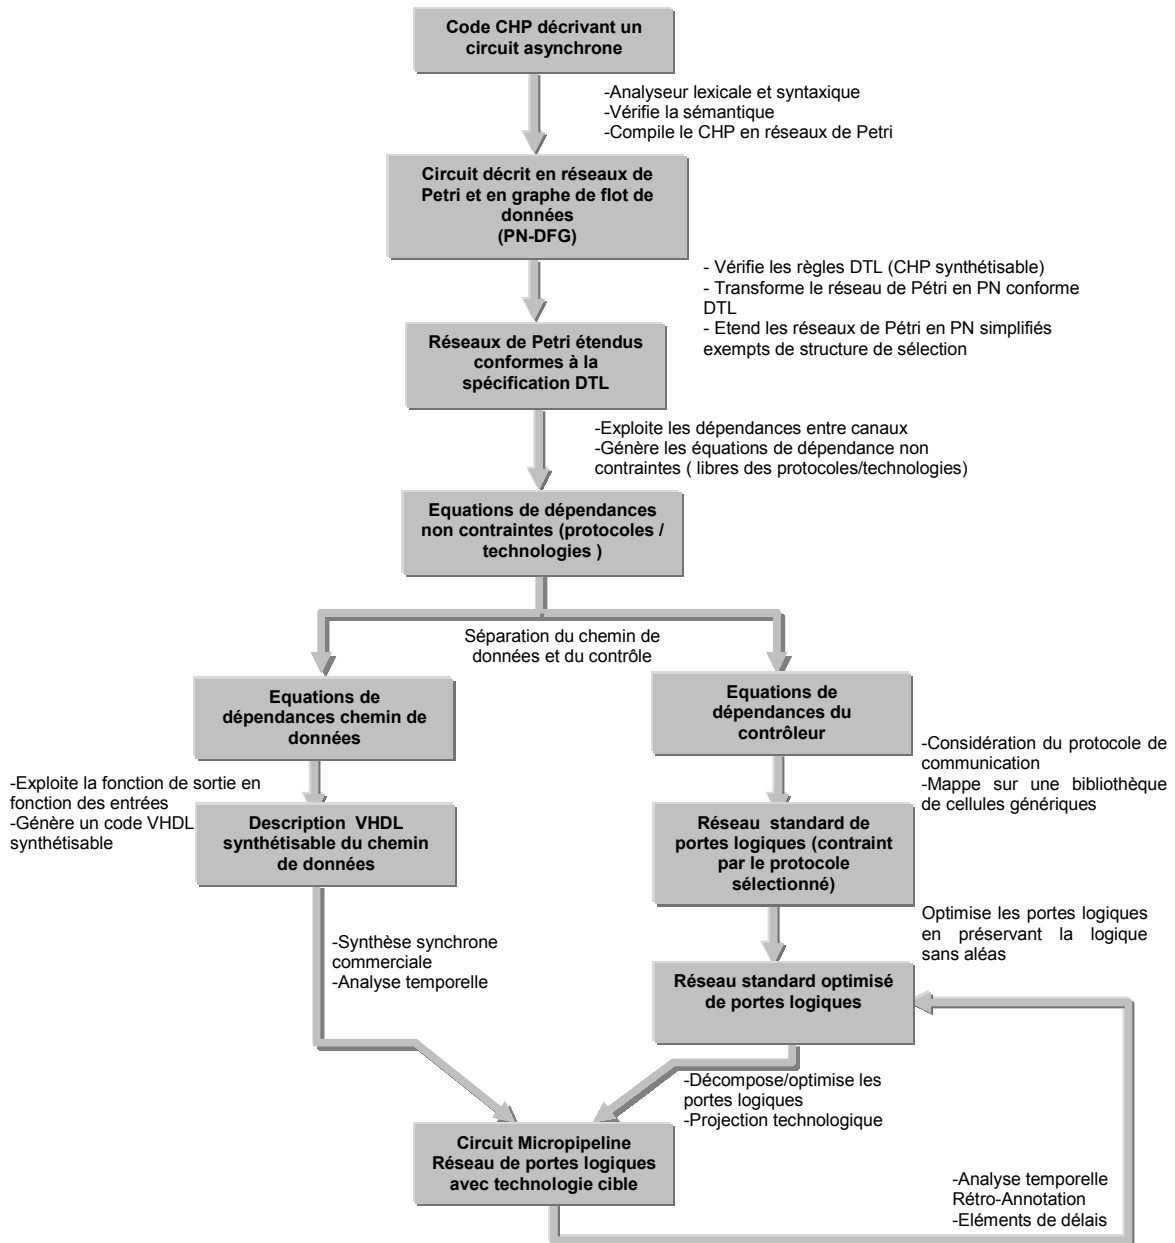 Code CHP décrivant un
circuit asynchrone
-Analyseur lexicale et syntaxique
-Vérifie la sémantique
-Compile le CHP en réseaux de Petri
Circuit décrit en réseaux de
Petri et en graphe de flot de
données
(PN-DFG)
- Vérifie les règles DTL (CHP synthétisable)
- Transforme le réseau de Pétri en PN conforme
DTL
- Etend les réseaux de Pétri en PN simplifiés
exempts de structure de sélection
Réseaux de Petri étendus
conformes à la
spécification DTL
-Exploite les dépendances entre canaux
-Génère les équations de dépendance non
contraintes ( libres des protocoles/technologies)
Equations de dépendances
non contraintes (protocoles /
technologies )
Séparation du chemin de
données et du contrôle
Equations de
dépendances chemin de
données
Equations de
dépendances du
contrôleur
-Considération du protocole de
communication
-Mappe sur une bibliothèque
de cellules génériques
-Exploite la fonction de sortie en
fonction des entrées
-Génère un code VHDL
synthétisable
Description VHDL
synthétisable du chemin
de données
Réseau standard de
portes logiques (contraint
par le protocole
sélectionné)
Optimise les portes logiques
en préservant la logique
sans aléas
-Synthèse synchrone
commerciale
-Analyse temporelle
Réseau standard optimisé
de portes logiques
-Décompose/optimise les
portes logiques
-Projection technologique
Circuit Micropipeline
Réseau de portes logiques
avec technologie cible
-Analyse temporelle
Rétro-Annotation
-Eléments de délais